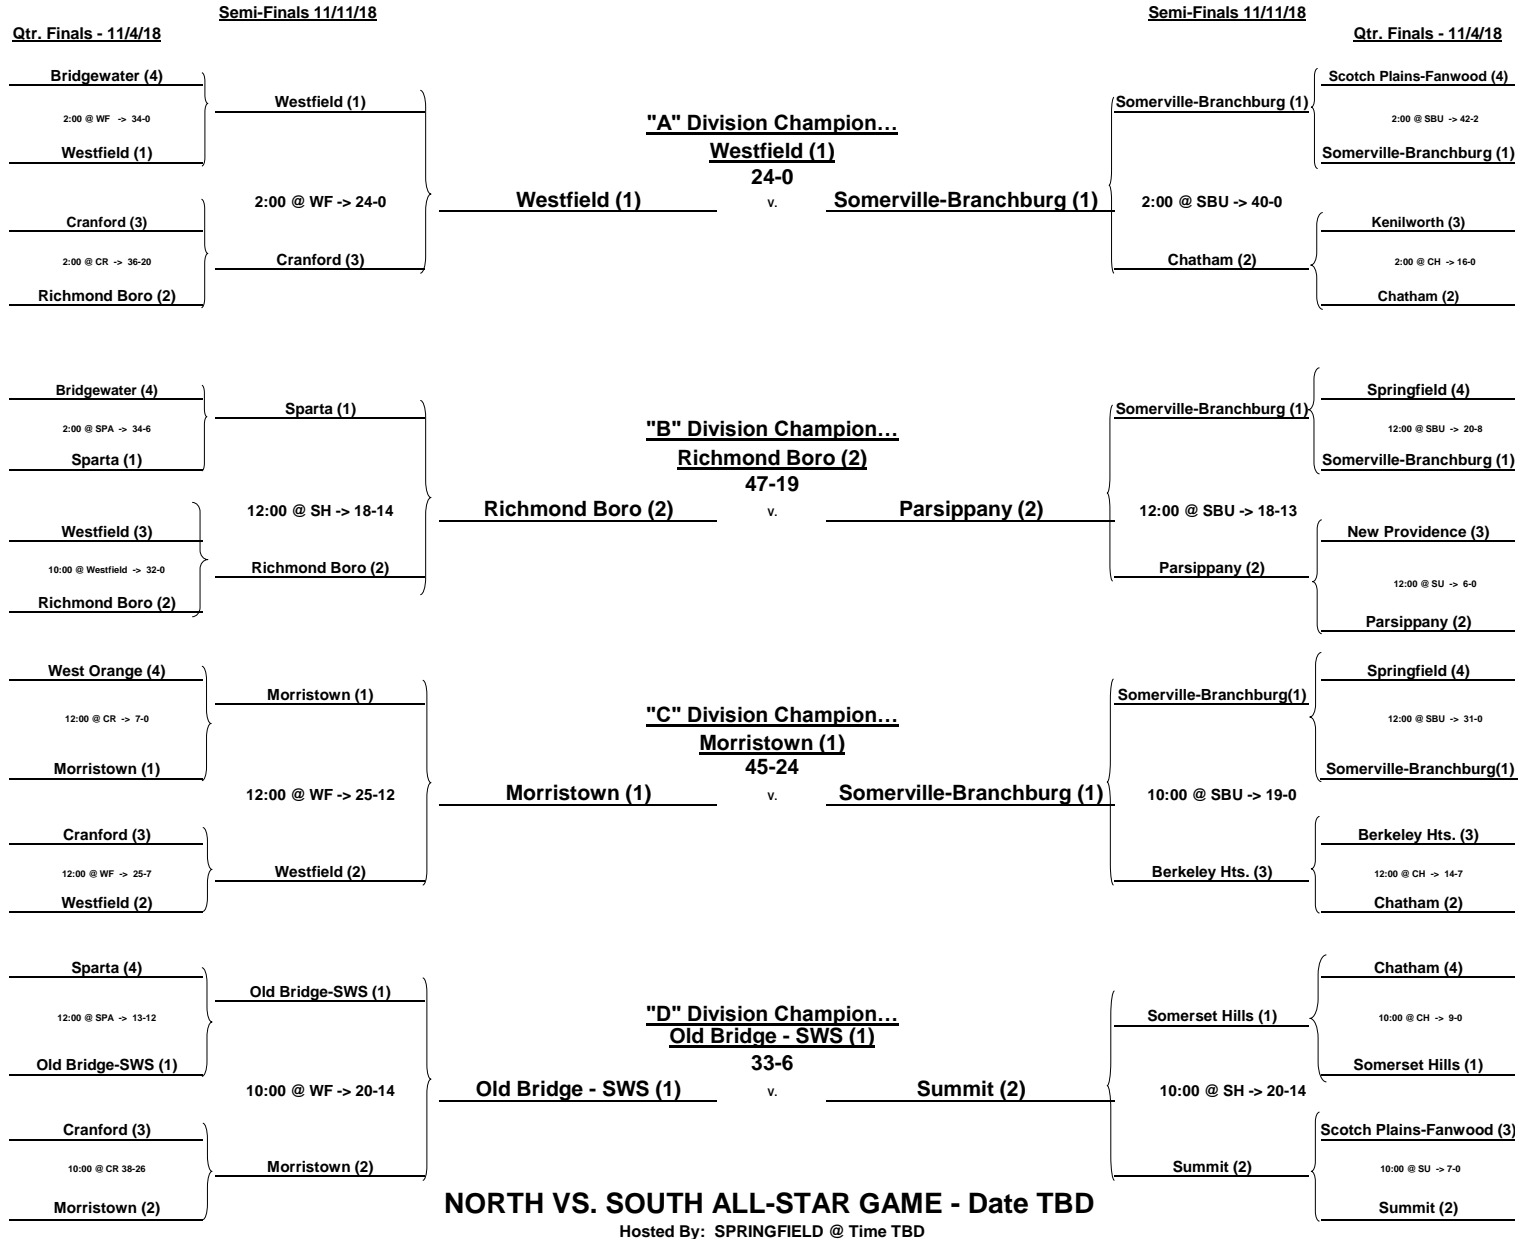 Semi-Finals 11/11/18
Semi-Finals 11/11/18
Qtr. Finals - 11/4/18
Qtr. Finals - 11/4/18
Bridgewater (4)
2:00 @ WF -> 34-0
Westfield (1)
Cranford (3)
2:00 @ CR -> 36-20
Richmond Boro (2)
Westfield (1)
2:00 @ WF -> 24-0
Cranford (3)
"A" Division Champion…
Westfield (1)
24-0
Westfield (1)
v.
Somerville-Branchburg (1)
Somerville-Branchburg (1)
2:00 @ SBU -> 40-0
Chatham (2)
Scotch Plains-Fanwood (4)
2:00 @ SBU -> 42-2
Somerville-Branchburg (1)
Kenilworth (3)
2:00 @ CH -> 16-0
Chatham (2)
Bridgewater (4)
2:00 @ SPA -> 34-6
Sparta (1)
Westfield (3)
10:00 @ Westfield -> 32-0
Richmond Boro (2)
Sparta (1)
12:00 @ SH -> 18-14
Richmond Boro (2)
"B" Division Champion…
Richmond Boro (2)
47-19
Richmond Boro (2)
v.
Parsippany (2)
Somerville-Branchburg (1)
12:00 @ SBU -> 18-13
Parsippany (2)
Springfield (4)
12:00 @ SBU -> 20-8
Somerville-Branchburg (1)
New Providence (3)
12:00 @ SU -> 6-0
Parsippany (2)
West Orange (4)
12:00 @ CR -> 7-0
Morristown (1)
Cranford (3)
12:00 @ WF -> 25-7
Westfield (2)
Morristown (1)
12:00 @ WF -> 25-12
Westfield (2)
"C" Division Champion…
Morristown (1)
45-24
Morristown (1)
v.
Somerville-Branchburg (1)
Somerville-Branchburg(1)
10:00 @ SBU -> 19-0
Berkeley Hts. (3)
Springfield (4)
12:00 @ SBU -> 31-0
Somerville-Branchburg(1)
Berkeley Hts. (3)
12:00 @ CH -> 14-7
Chatham (2)
Sparta (4)
12:00 @ SPA -> 13-12
Old Bridge-SWS (1)
Cranford (3)
10:00 @ CR 38-26
Morristown (2)
Old Bridge-SWS (1)
10:00 @ WF -> 20-14
Morristown (2)
"D" Division Champion…
Old Bridge - SWS (1)
33-6
Old Bridge - SWS (1)
v.
Summit (2)
Somerset Hills (1)
10:00 @ SH -> 20-14
Summit (2)
Chatham (4)
10:00 @ CH -> 9-0
Somerset Hills (1)
Scotch Plains-Fanwood (3)
10:00 @ SU -> 7-0
Summit (2)
NORTH VS. SOUTH ALL-STAR GAME - Date TBD
Hosted By: SPRINGFIELD @ Time TBD